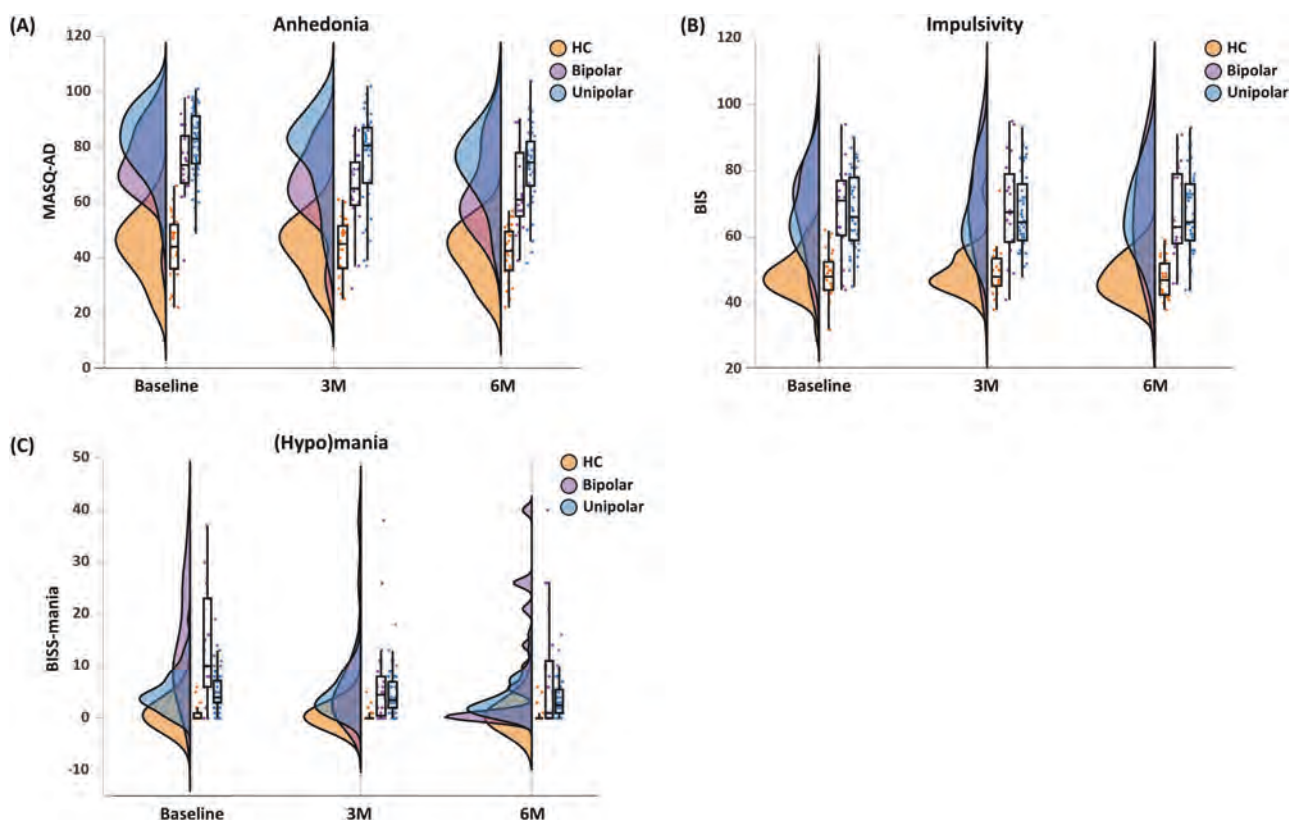 (A)
Anhedonia
120
100
80
60
40
20
0
MASQ-AD
HC
Bipolar
Unipolar
Baseline
3M
6M
(B)
Impulsivity
120
100
80
60
40
20
BIS
HC
Bipolar
Unipolar
Baseline
3M
6M
(C)
(Hypo)mania
50
40
30
20
10
0
-10
BISS-mania
HC
Bipolar
Unipolar
Baseline
3M
6M